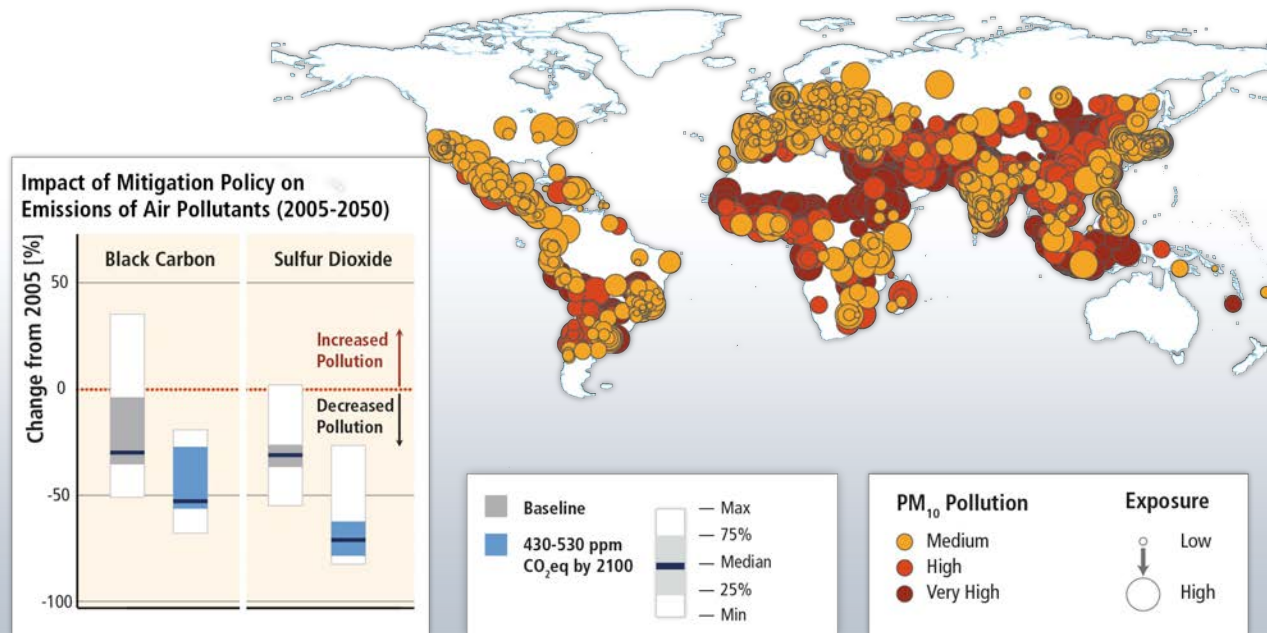 Impact of Mitigation Policy on
Emissions of Air Pollutants (2005-2050)
Change from 2005 [%]
Black Carbon
Sulfur Dioxide
50
0
-50
-100
Increased
Pollution
Decreased
Pollution
Baseline
430-530 ppm
CO₂eq by 2100
Max
75%
Median
25%
Min
PM₁₀ Pollution
Medium
High
Very High
Exposure
Low
High